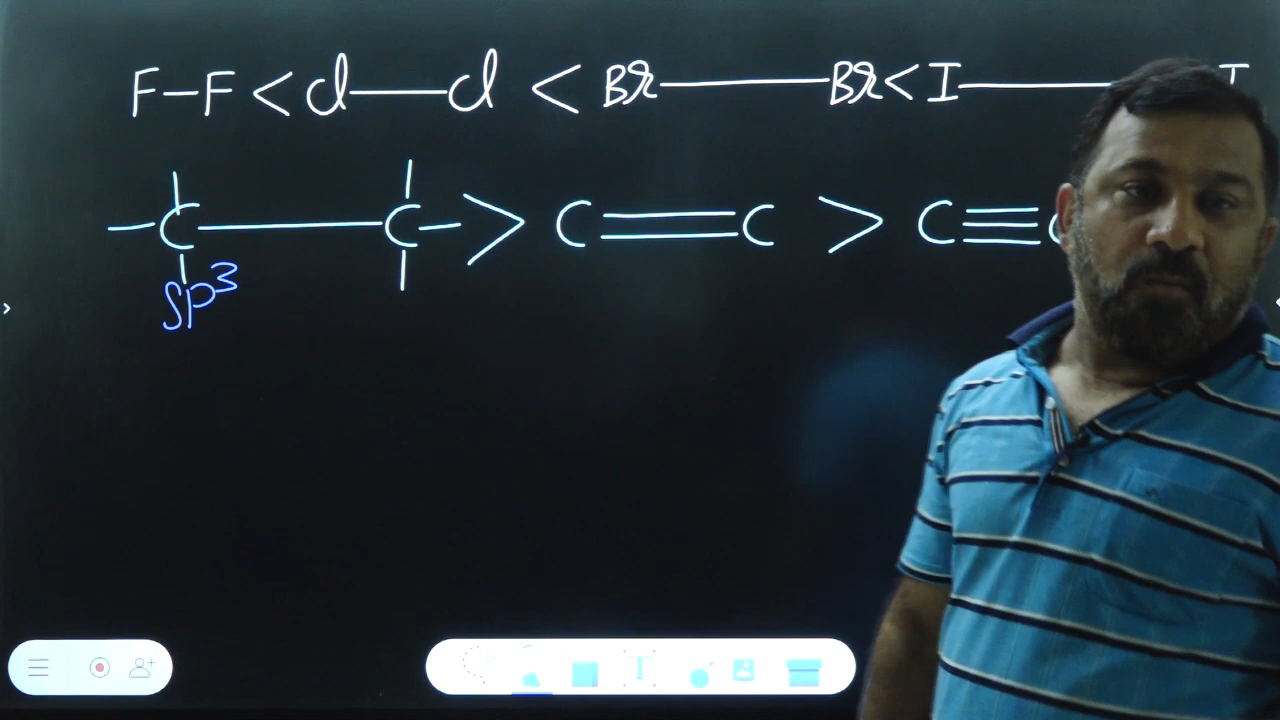 F–F < Cl—Cl < Br—Br < I—I
–C—C– > C=C > C≡C
sp³